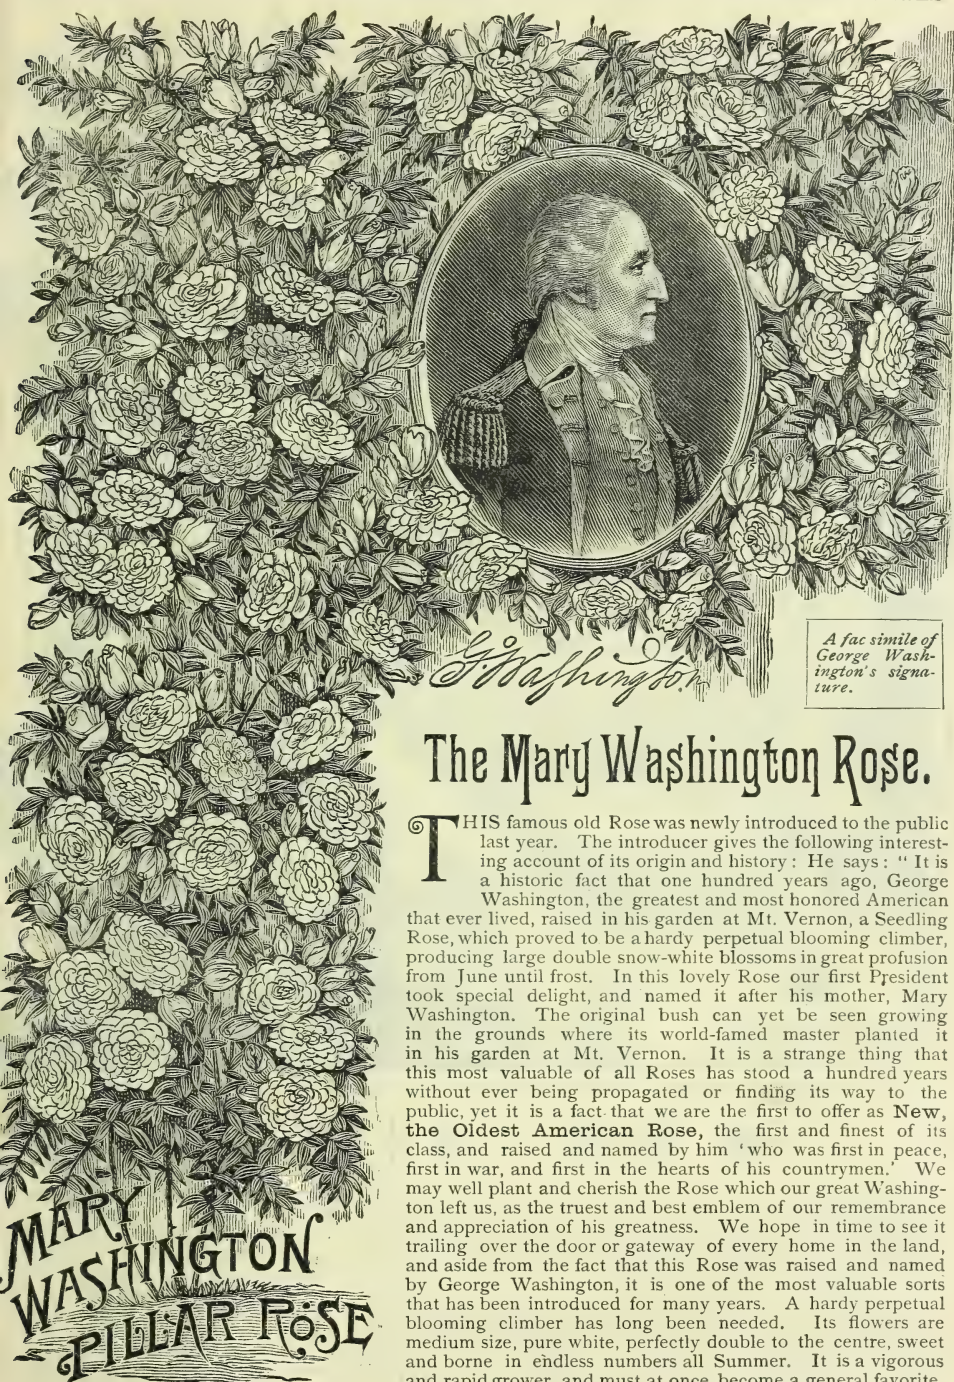 G. Washington
A fac simile of
George Wash-
ington's signa-
ture.
The Mary Washington Rose.
THIS famous old Rose was newly introduced to the public
last year. The introducer gives the following interest-
ing account of its origin and history : He says : " It is
a historic fact that one hundred years ago, George
Washington, the greatest and most honored American
that ever lived, raised in his garden at Mt. Vernon, a Seedling
Rose, which proved to be a hardy perpetual blooming climber,
producing large double snow-white blossoms in great profusion
from June until frost. In this lovely Rose our first President
took special delight, and named it after his mother, Mary
Washington. The original bush can yet be seen growing
in the grounds where its world-famed master planted it
in his garden at Mt. Vernon. It is a strange thing that
this most valuable of all Roses has stood a hundred years
without ever being propagated or finding its way to the
public, yet it is a fact that we are the first to offer as New,
the Oldest American Rose, the first and finest of its
class, and raised and named by him ' who was first in peace,
first in war, and first in the hearts of his countrymen.' We
may well plant and cherish the Rose which our great Washing-
ton left us, as the truest and best emblem of our remembrance
and appreciation of his greatness. We hope in time to see it
trailing over the door or gateway of every home in the land,
and aside from the fact that this Rose was raised and named
by George Washington, it is one of the most valuable sorts
that has been introduced for many years. A hardy perpetual
blooming climber has long been needed. Its flowers are
medium size, pure white, perfectly double to the centre, sweet
and borne in endless numbers all Summer. It is a vigorous
and rapid grower, and must at once become a general favorite
MARY
WASHINGTON
PILLAR ROSE